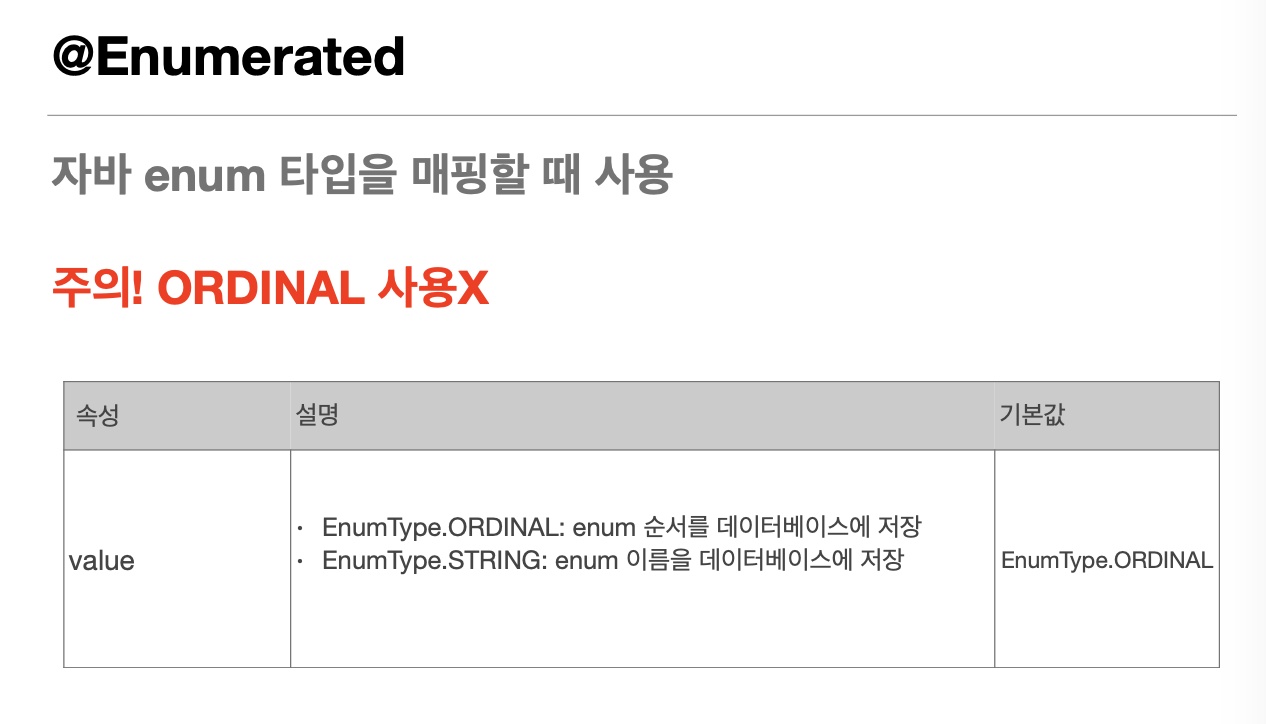 @Enumerated
자바 enum 타입을 매핑할 때 사용
주의! ORDINAL 사용X
속성 설명 기본값
value
• EnumType.ORDINAL: enum 순서를 데이터베이스에 저장
• EnumType.STRING: enum 이름을 데이터베이스에 저장
EnumType.ORDINAL